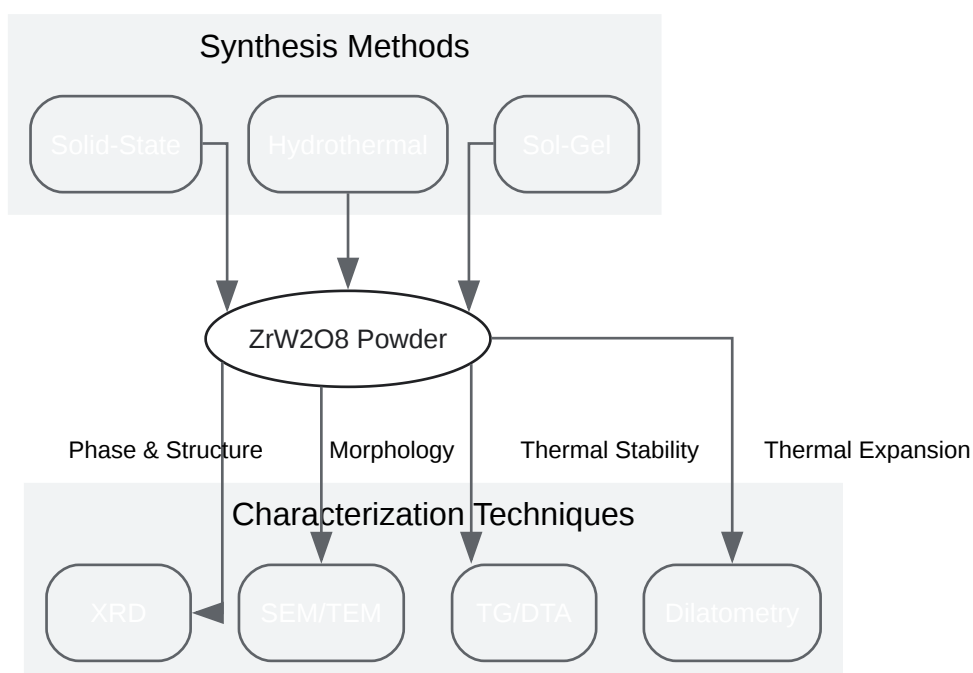 Synthesis Methods
Solid-State
Hydrothermal
Sol-Gel
ZrW2O8 Powder
Phase & Structure
Morphology
Thermal Stability
Thermal Expansion
Characterization Techniques
XRD
SEM/TEM
TG/DTA
Dilatometry